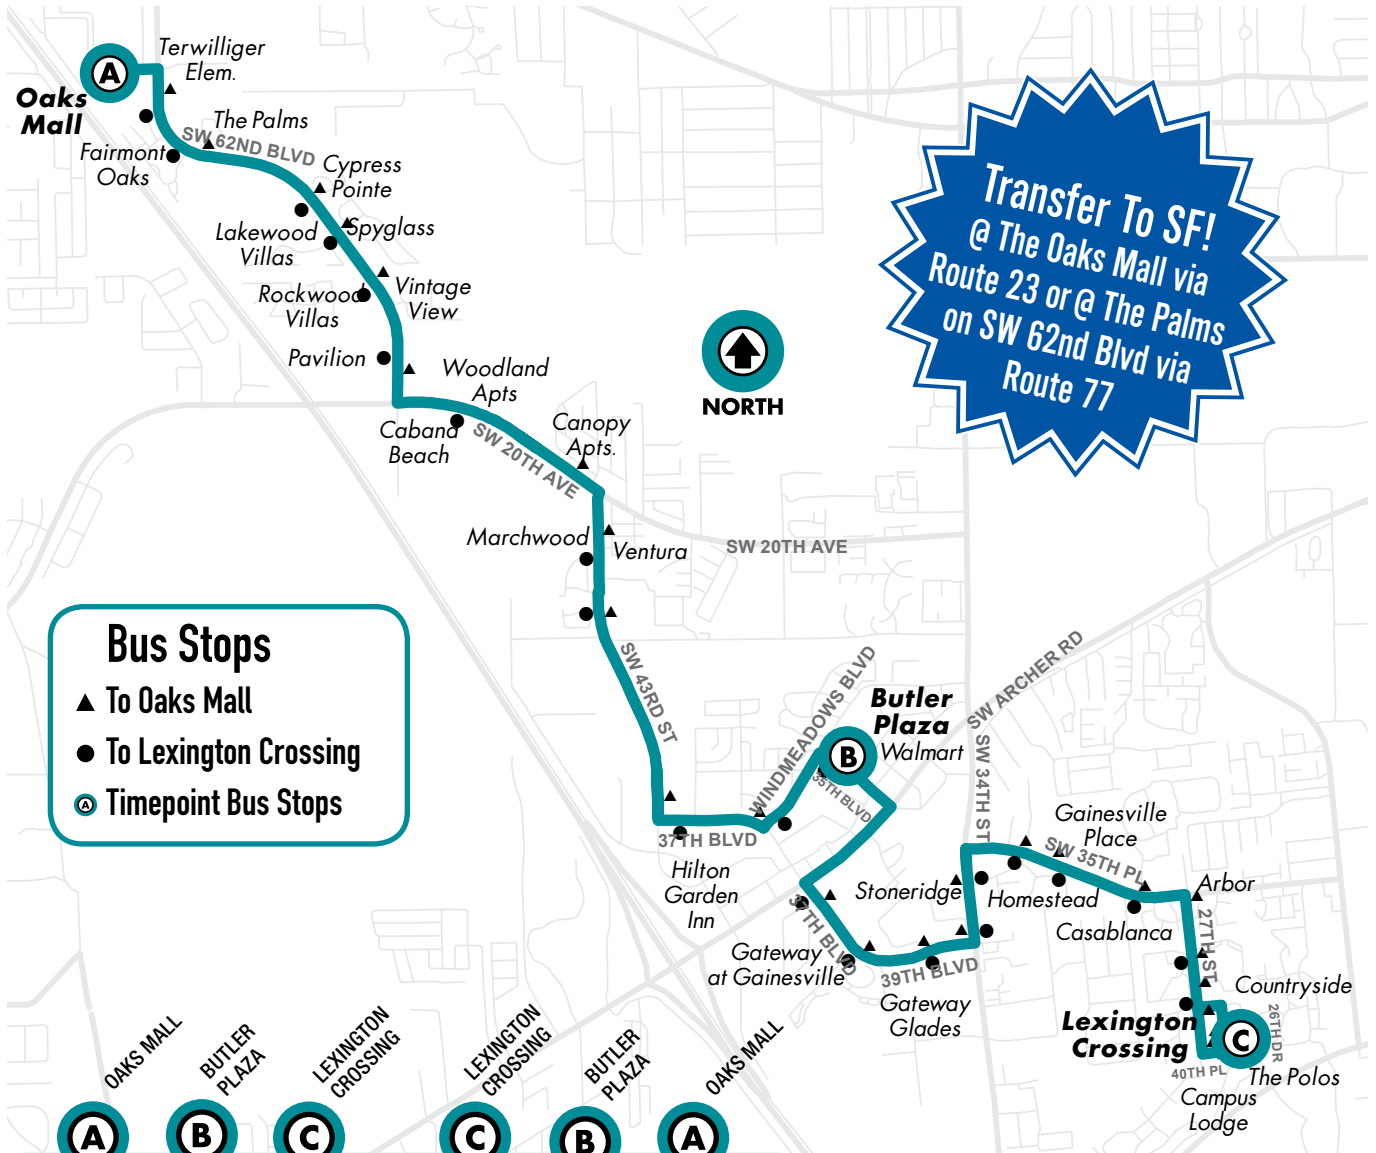 A
Oaks
Mall
Terwilliger
Elem.
The Palms
SW 62ND BLVD
Fairmont
Oaks
Cypress
Pointe
Lakewood
Villas
Spyglass
Rockwood
Villas
Vintage
View
Pavilion
Woodland
Apts
Caband
Beach
SW 20TH AVE
Canopy
Apts.
NORTH
Transfer To SF!
@ The Oaks Mall via
Route 23 or @ The Palms
on SW 62nd Blvd via
Route 77
Marchwood
Ventura
SW 20TH AVE
Bus Stops
To Oaks Mall
To Lexington Crossing
A Timepoint Bus Stops
SW 43RD ST
WINDMEADOWS BLVD
SW ARCHER RD
Butler
Plaza
B
Walmart
35TH BLVD
SW 34TH ST
37TH BLVD
Hilton
Garden
Inn
Gainesville
Place
SW 35TH PL
Stoneridge
Homestead
Arbor
Casablanca
27TH ST
37TH BLVD
Gateway
at Gainesville
39TH BLVD
Gateway
Glades
Countryside
Lexington
Crossing
C
26TH DR
40TH PL
The Polos
Campus
Lodge
OAKS MALL
BUTLER
PLAZA
LEXINGTON
CROSSING
LEXINGTON
CROSSING
BUTLER
PLAZA
OAKS MALL
A
B
C
C
B
A